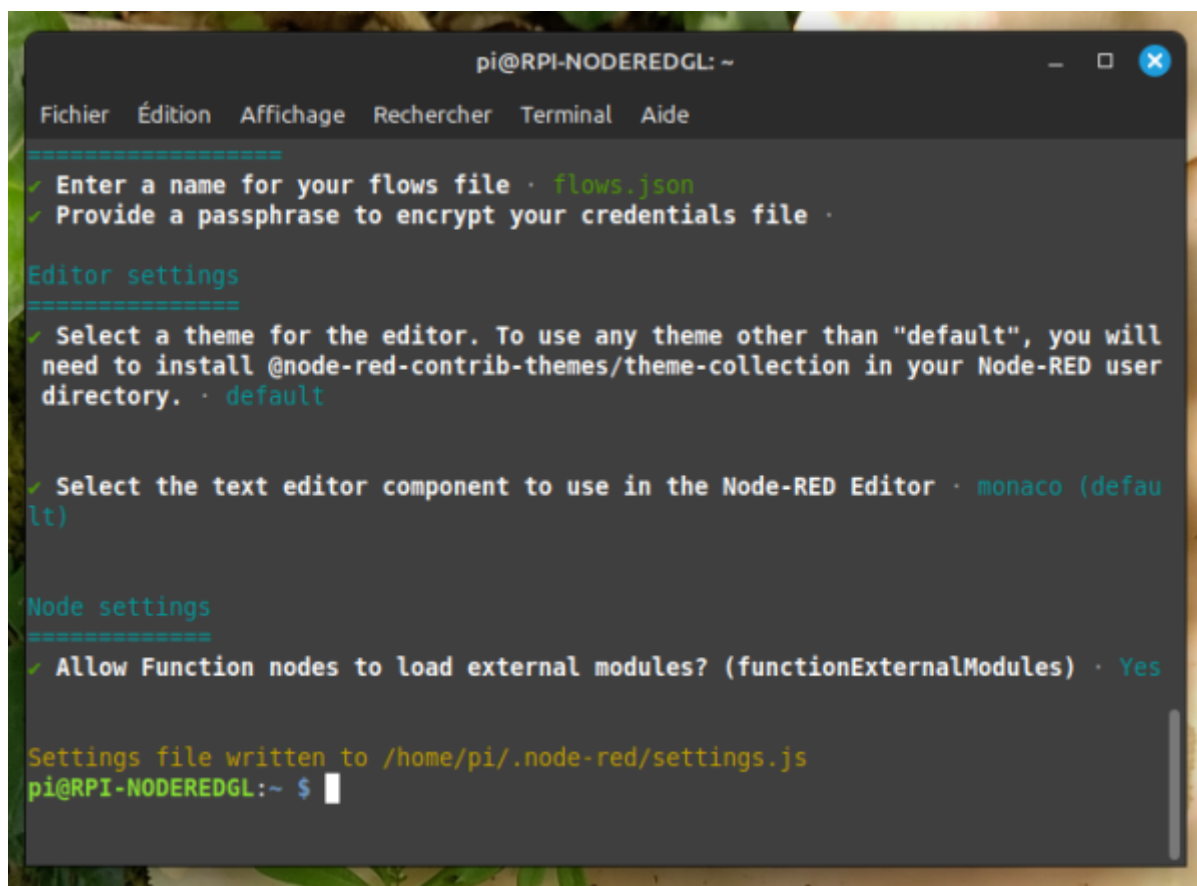 pi@RPI-NODEREDGL: ~
Fichier Édition Affichage Rechercher Terminal Aide
==================
✔ Enter a name for your flows file · flows.json
✔ Provide a passphrase to encrypt your credentials file ·
Editor settings
===============
✔ Select a theme for the editor. To use any theme other than "default", you will
need to install @node-red-contrib-themes/theme-collection in your Node-RED user
directory. · default
✔ Select the text editor component to use in the Node-RED Editor · monaco (defau
lt)
Node settings
=============
✔ Allow Function nodes to load external modules? (functionExternalModules) · Yes
Settings file written to /home/pi/.node-red/settings.js
pi@RPI-NODEREDGL:~ $